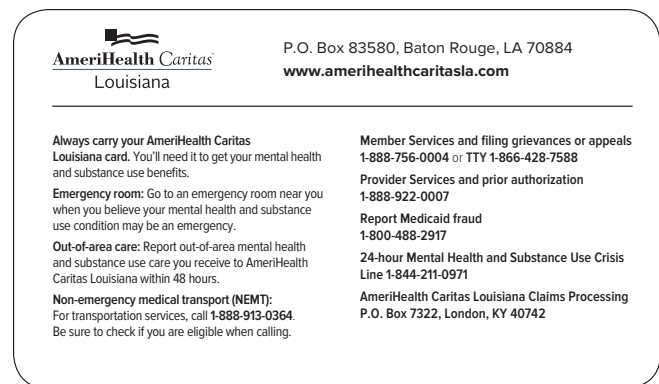 AmeriHealth Caritas
Louisiana
P.O. Box 83580, Baton Rouge, LA 70884
www.amerihealthcaritasla.com
Always carry your AmeriHealth Caritas
Louisiana card. You'll need it to get your mental health
and substance use benefits.
Emergency room: Go to an emergency room near you
when you believe your mental health and substance
use condition may be an emergency.
Out-of-area care: Report out-of-area mental health
and substance use care you receive to AmeriHealth
Caritas Louisiana within 48 hours.
Non-emergency medical transport (NEMT):
For transportation services, call 1-888-913-0364.
Be sure to check if you are eligible when calling.
Member Services and filing grievances or appeals
1-888-756-0004 or TTY 1-866-428-7588
Provider Services and prior authorization
1-888-922-0007
Report Medicaid fraud
1-800-488-2917
24-hour Mental Health and Substance Use Crisis
Line 1-844-211-0971
AmeriHealth Caritas Louisiana Claims Processing
P.O. Box 7322, London, KY 40742